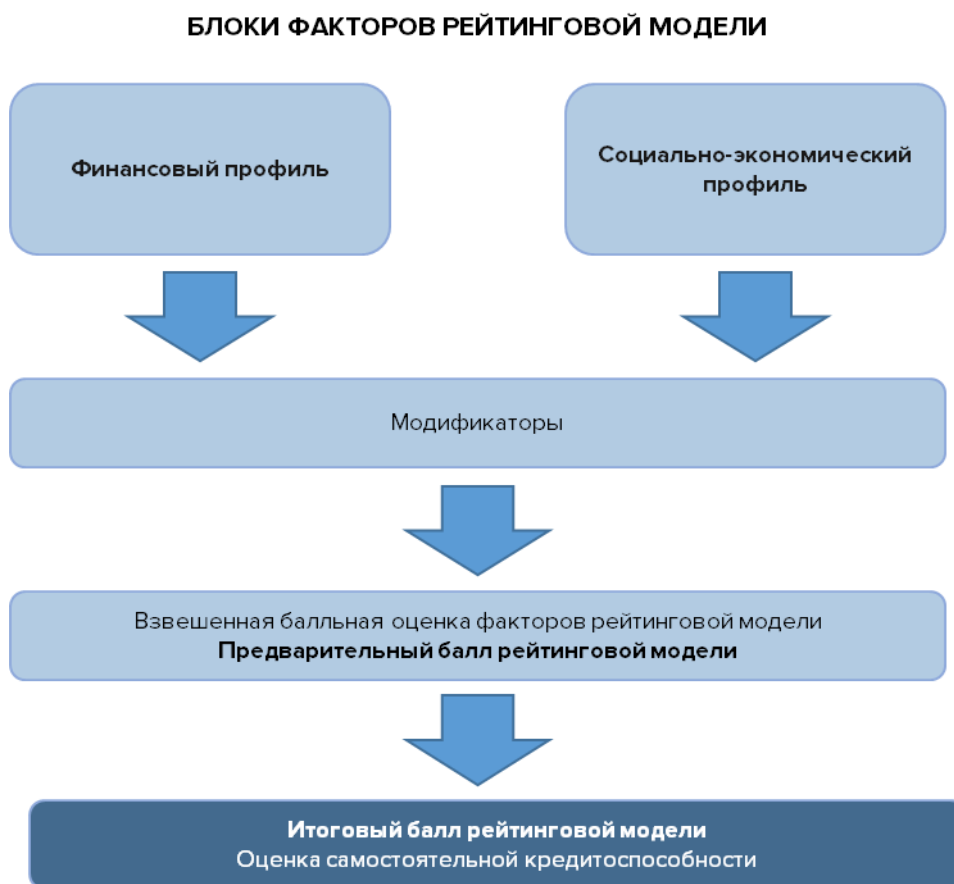 БЛОКИ ФАКТОРОВ РЕЙТИНГОВОЙ МОДЕЛИ
Финансовый профиль
Социально-экономический
профиль
Модификаторы
Взвешенная балльная оценка факторов рейтинговой модели
Предварительный балл рейтинговой модели
Итоговый балл рейтинговой модели
Оценка самостоятельной кредитоспособности